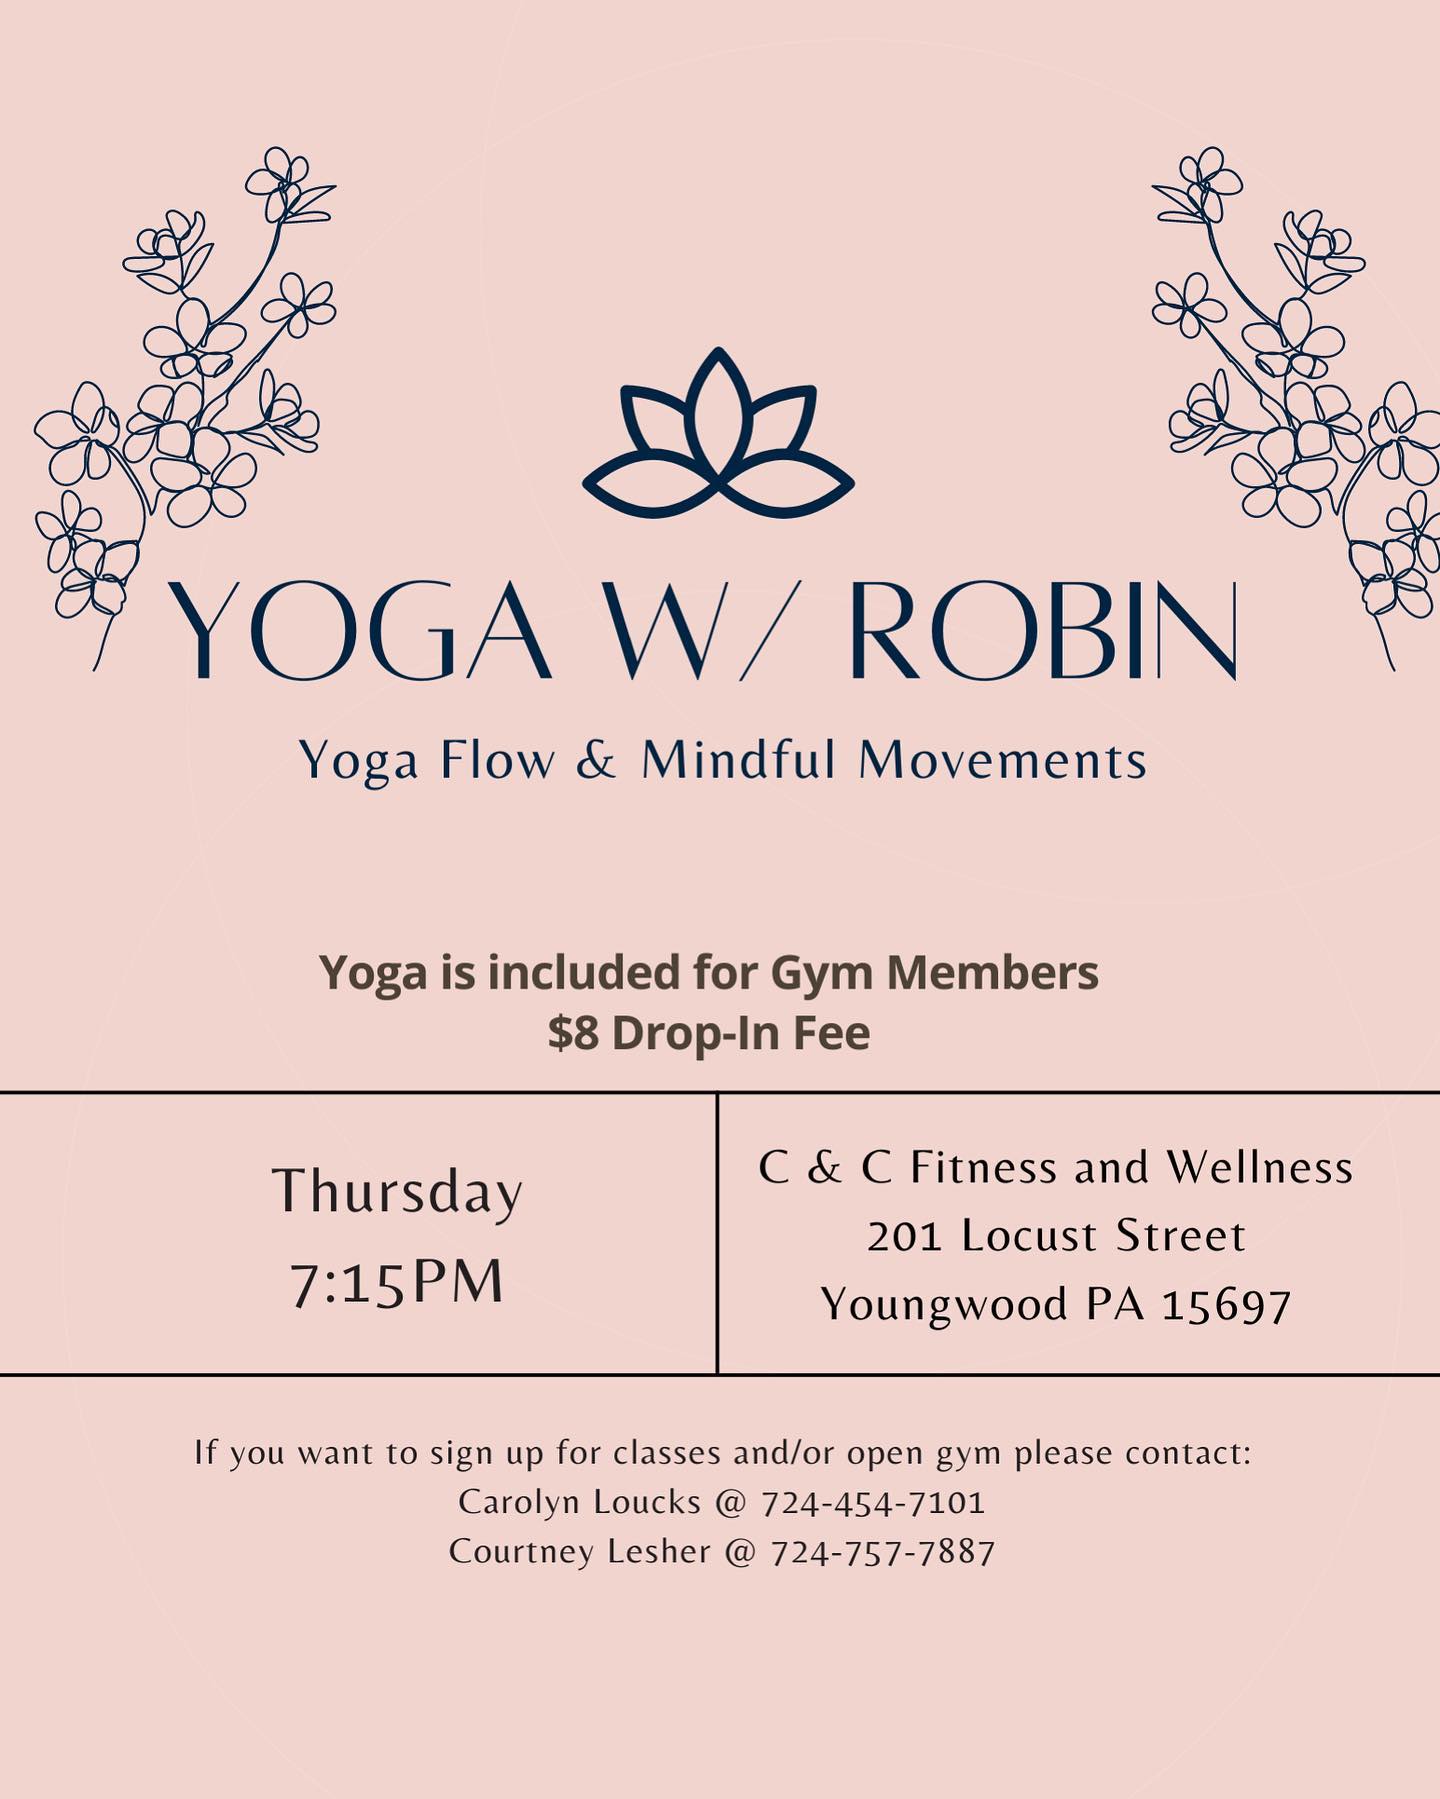 YOGA W/ ROBIN
Yoga Flow & Mindful Movements
Yoga is included for Gym Members
$8 Drop-In Fee
Thursday
7:15PM
C & C Fitness and Wellness
201 Locust Street
Youngwood PA 15697
If you want to sign up for classes and/or open gym please contact:
Carolyn Loucks @ 724-454-7101
Courtney Lesher @ 724-757-7887